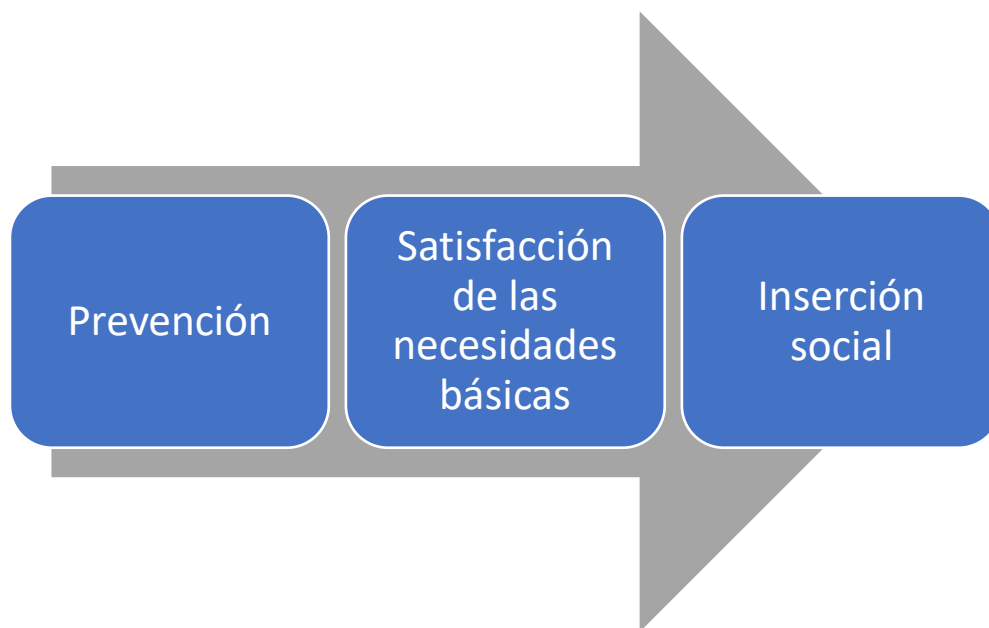 Prevención
Satisfacción
de las
necesidades
básicas
Inserción
social